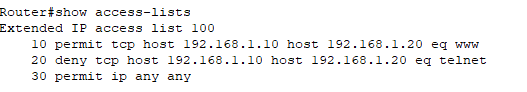 Router#show access-lists
Extended IP access list 100
    10 permit tcp host 192.168.1.10 host 192.168.1.20 eq www
    20 deny tcp host 192.168.1.10 host 192.168.1.20 eq telnet
    30 permit ip any any